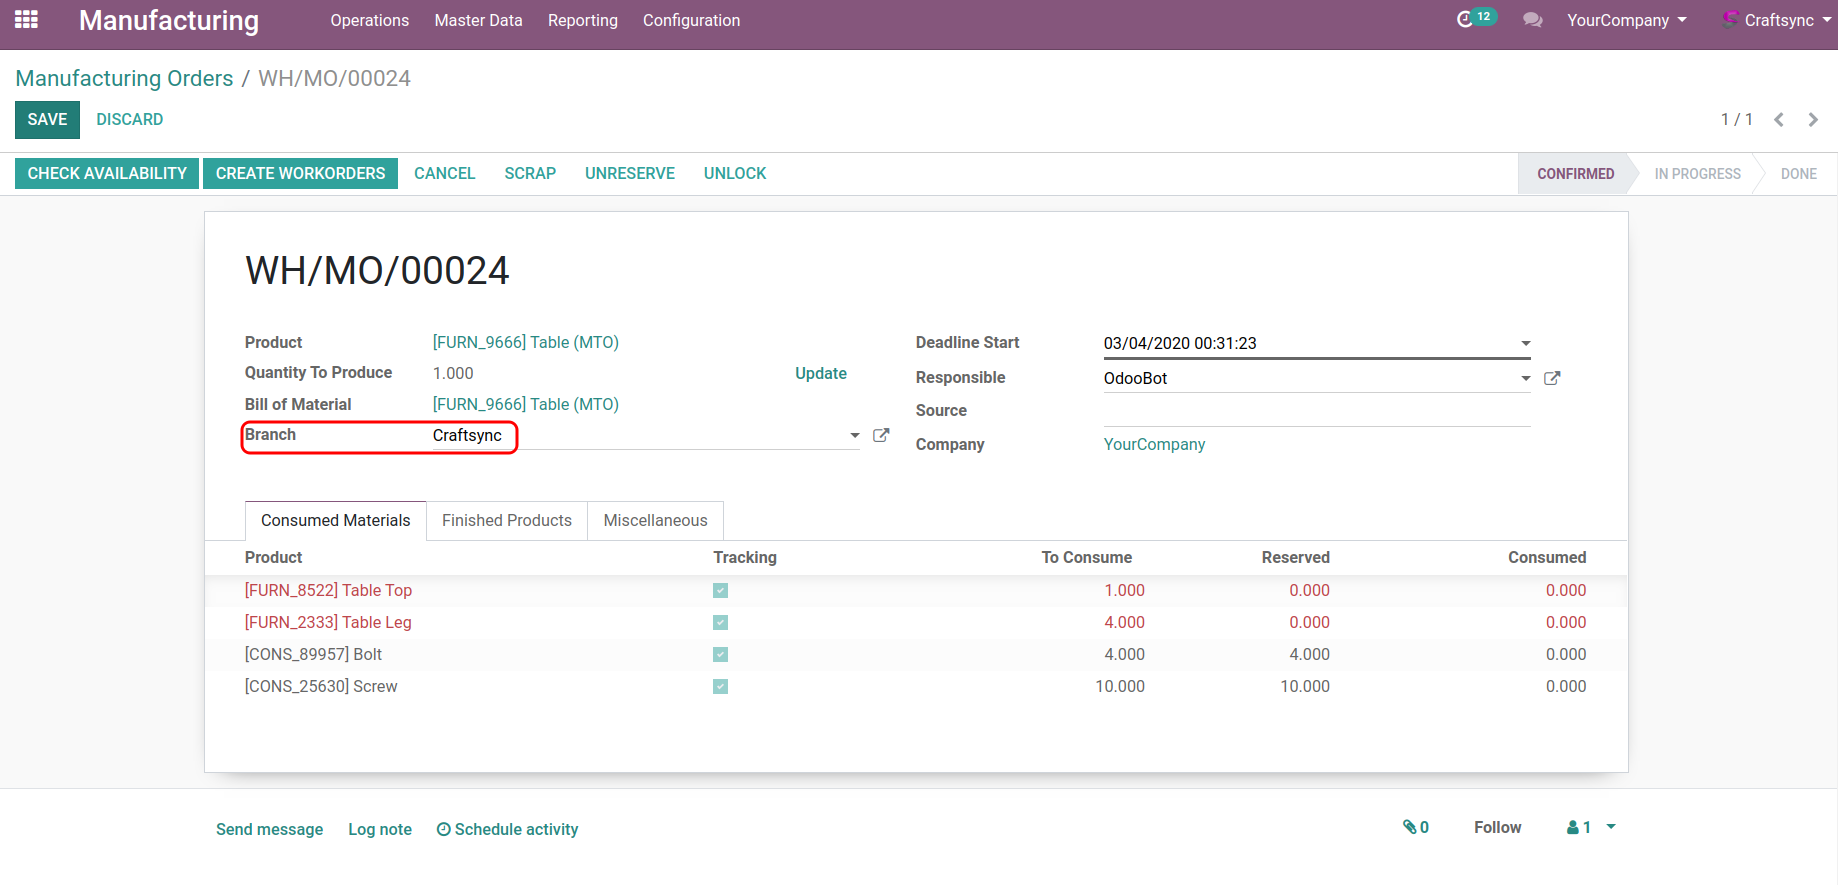 Manufacturing Operations Master Data Reporting Configuration 12 YourCompany Craftsync
Manufacturing Orders / WH/MO/00024
SAVE DISCARD 1 / 1
CHECK AVAILABILITY CREATE WORKORDERS CANCEL SCRAP UNRESERVE UNLOCK CONFIRMED IN PROGRESS DONE
WH/MO/00024
Product [FURN_9666] Table (MTO) Deadline Start 03/04/2020 00:31:23
Quantity To Produce 1.000 Update Responsible OdooBot
Bill of Material [FURN_9666] Table (MTO) Source
Branch Craftsync Company YourCompany
Consumed Materials Finished Products Miscellaneous
Product Tracking To Consume Reserved Consumed
[FURN_8522] Table Top 1.000 0.000 0.000
[FURN_2333] Table Leg 4.000 0.000 0.000
[CONS_89957] Bolt 4.000 4.000 0.000
[CONS_25630] Screw 10.000 10.000 0.000
Send message Log note Schedule activity 0 Follow 1